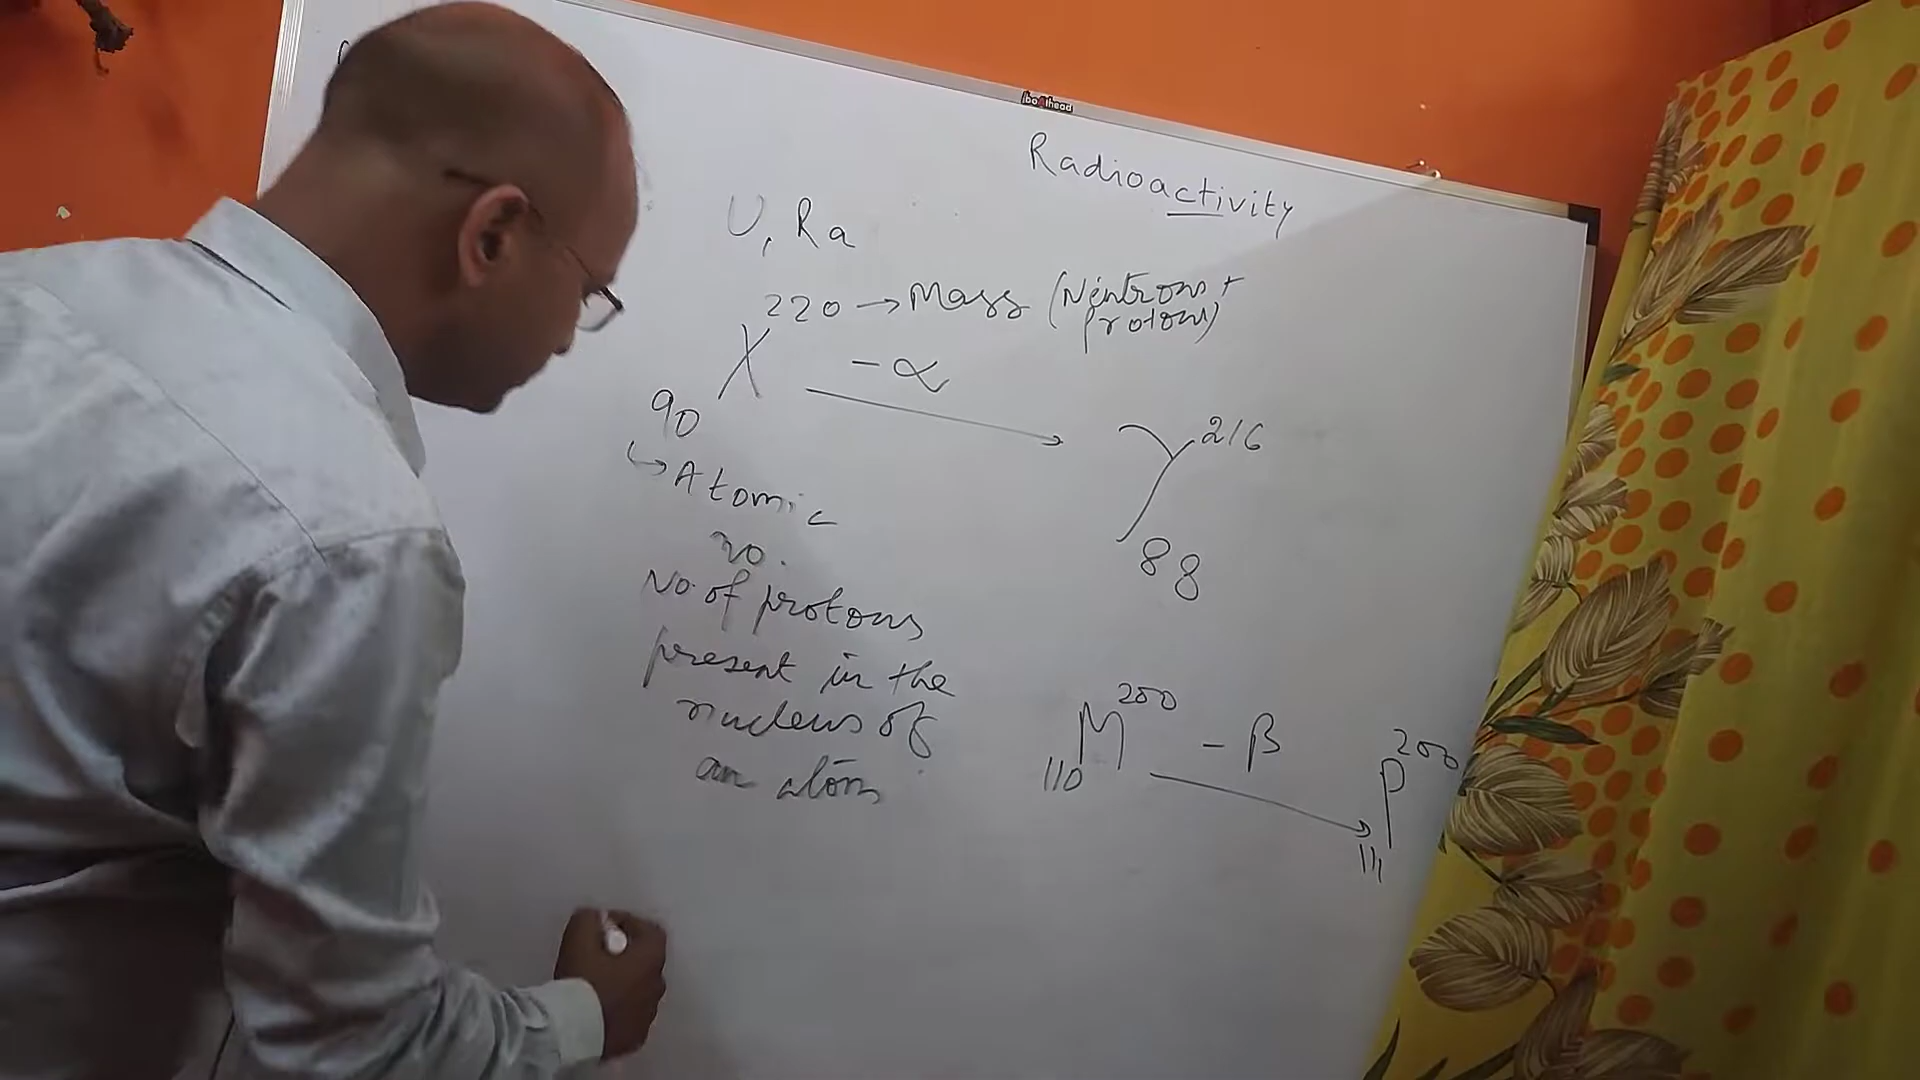 Radioactivity
U, Ra
220 → Mass (Neutrons +
Protons)
X - α
90
Y 216
88
↳ Atomic
no.
No. of protons
present in the
nucleus of
an atom
M 200 - β
110
P 200
111